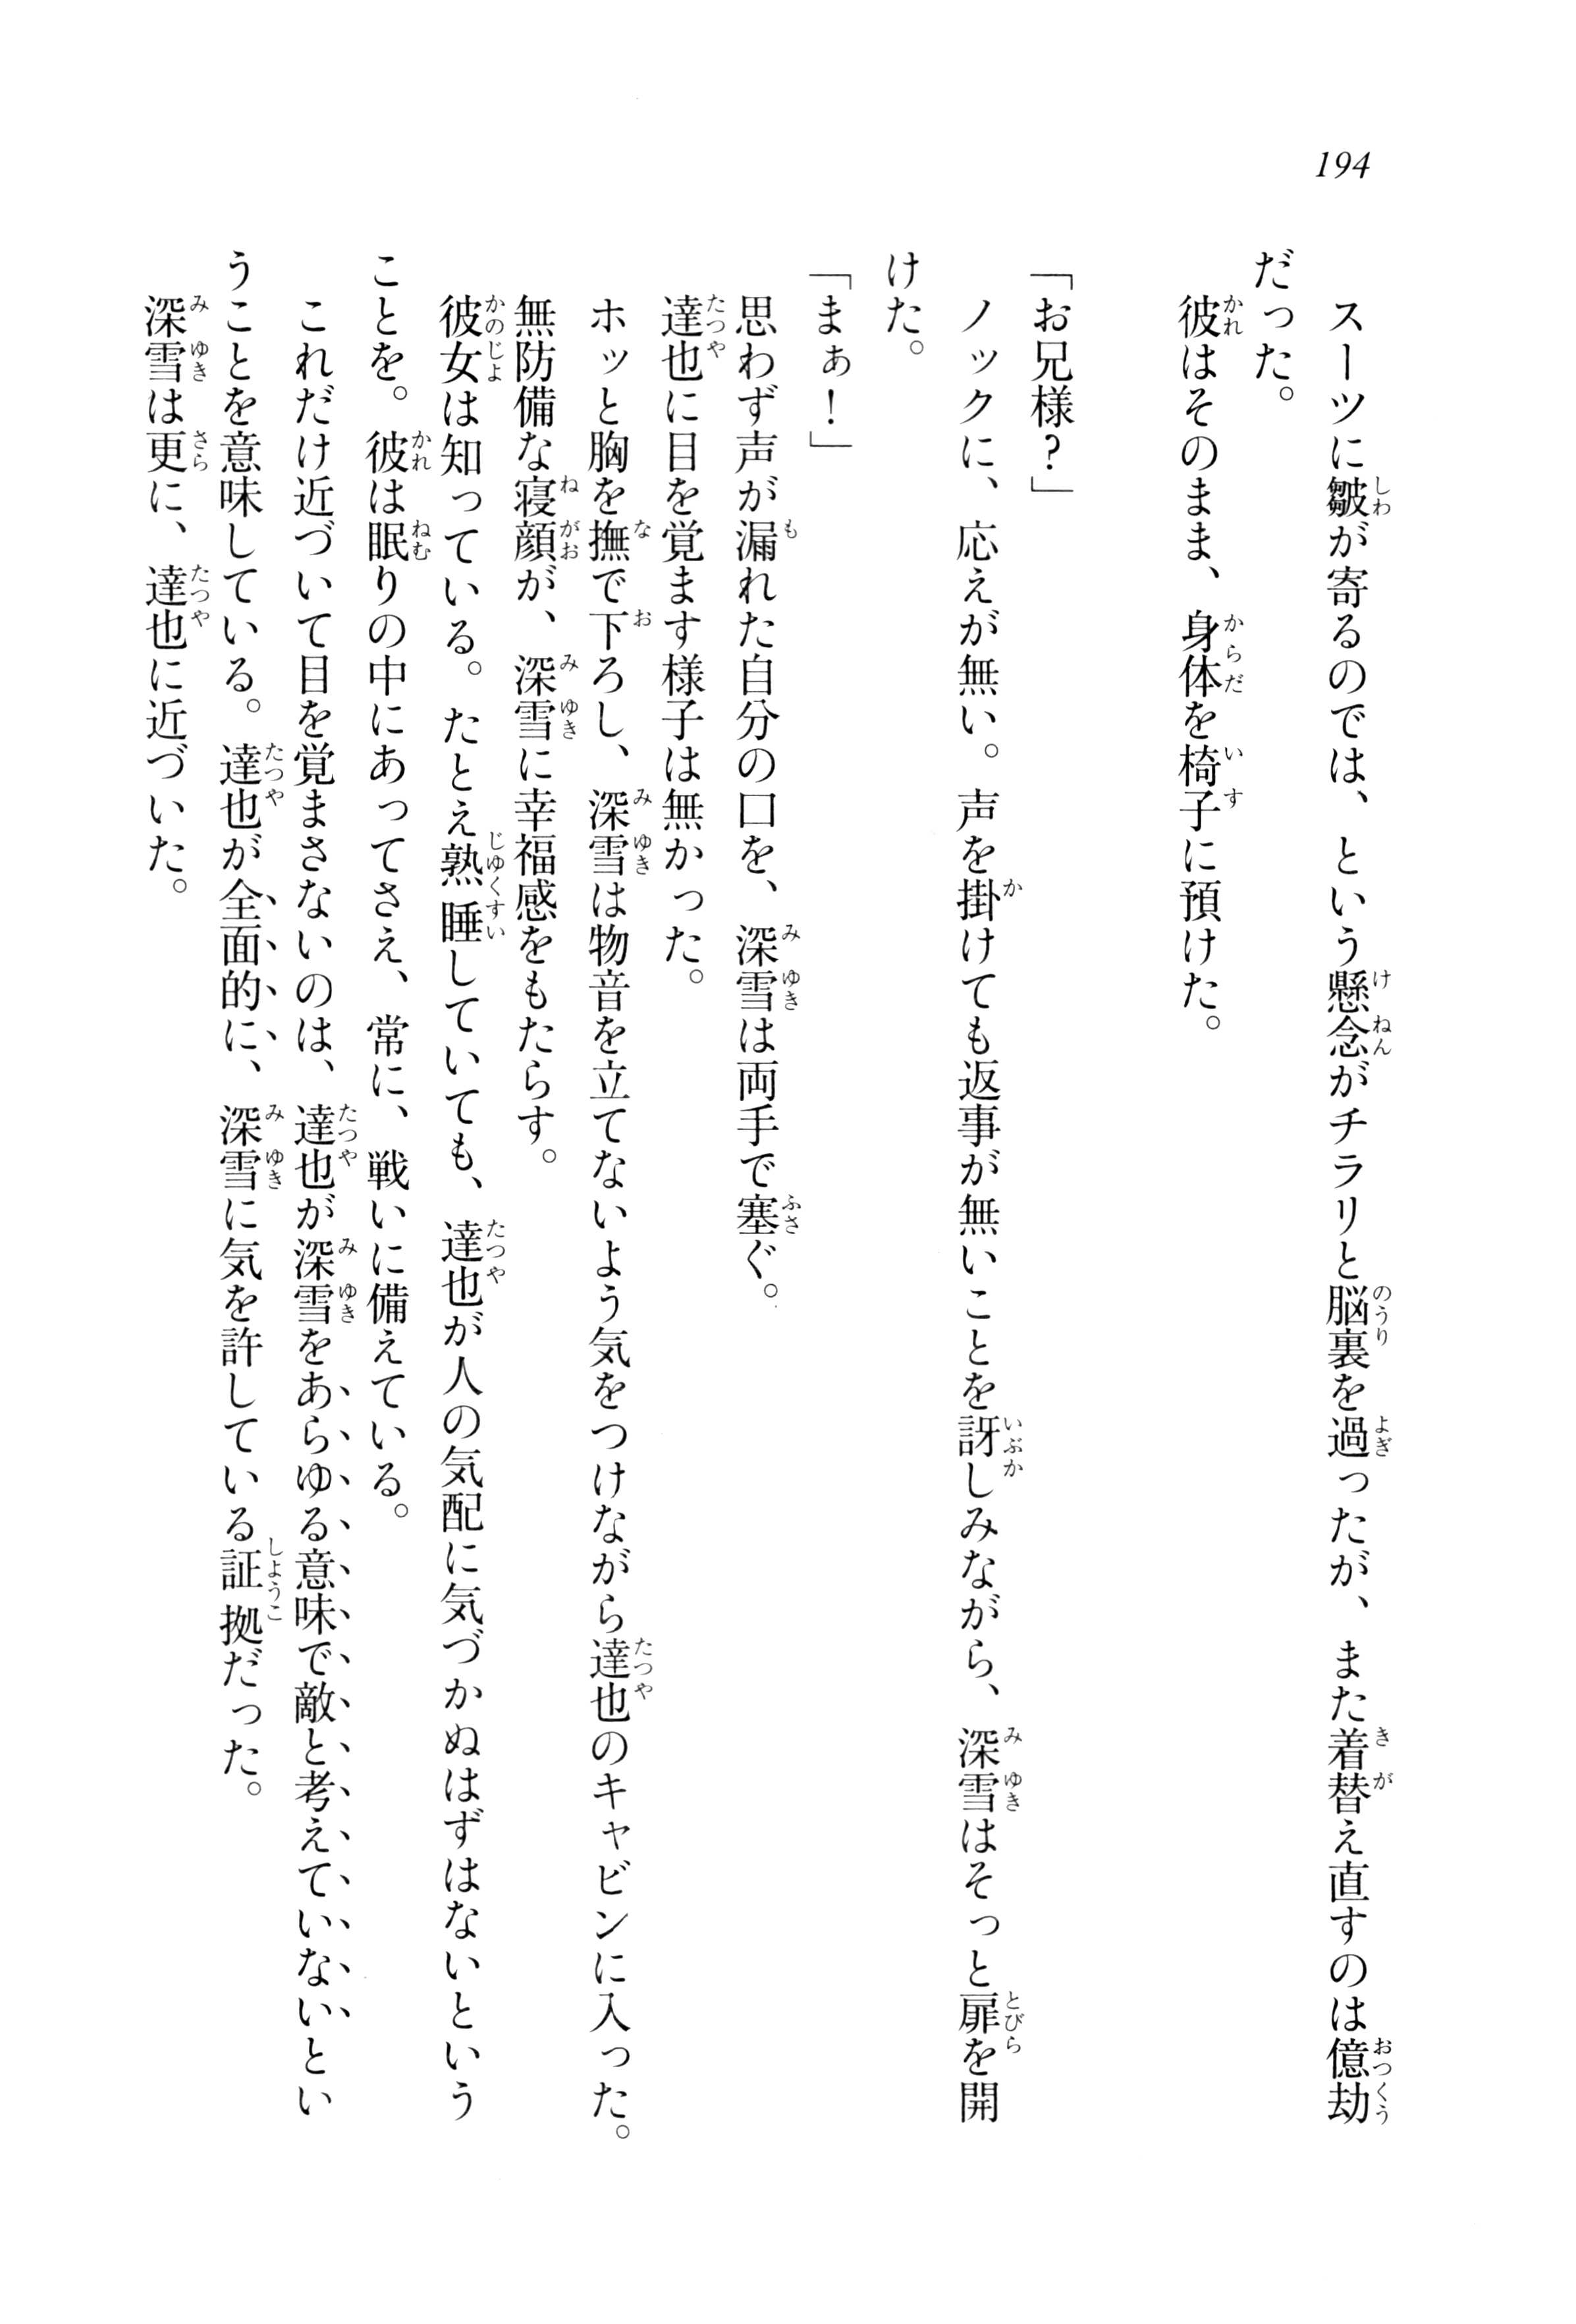 194
スーツに皺が寄るのでは、という懸念がチラリと脳裏を過ったが、また着替え直すのは億劫
だった。
彼はそのまま、身体を椅子に預けた。
「お兄様？」
ノックに、応えが無い。声を掛けても返事が無いことを訝しみながら、深雪はそっと扉を開
けた。
「まぁ！」
思わず声が漏れた自分の口を、深雪は両手で塞ぐ。
達也に目を覚ます様子は無かった。
ホッと胸を撫で下ろし、深雪は物音を立てないよう気をつけながら達也のキャビンに入った。
無防備な寝顔が、深雪に幸福感をもたらす。
彼女は知っている。たとえ熟睡していても、達也が人の気配に気づかぬはずはないという
ことを。彼は眠りの中にあってさえ、常に、戦いに備えている。
これだけ近づいて目を覚まさないのは、達也が深雪をあらゆる意味で敵と考えていないとい
うことを意味している。達也が全面的に、深雪に気を許している証拠だった。
深雪は更に、達也に近づいた。